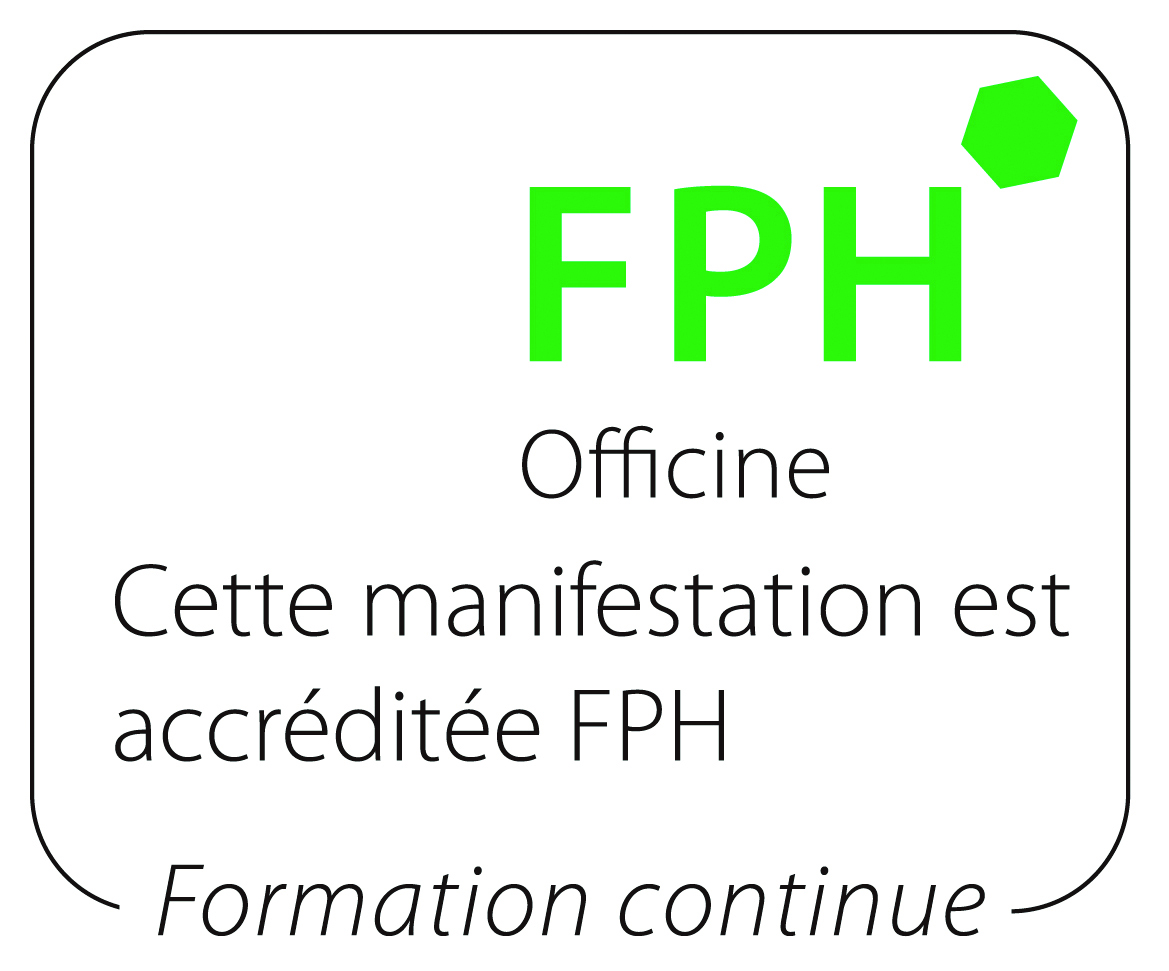 FPH
Officine
Cette manifestation est
accréditée FPH
Formation continue